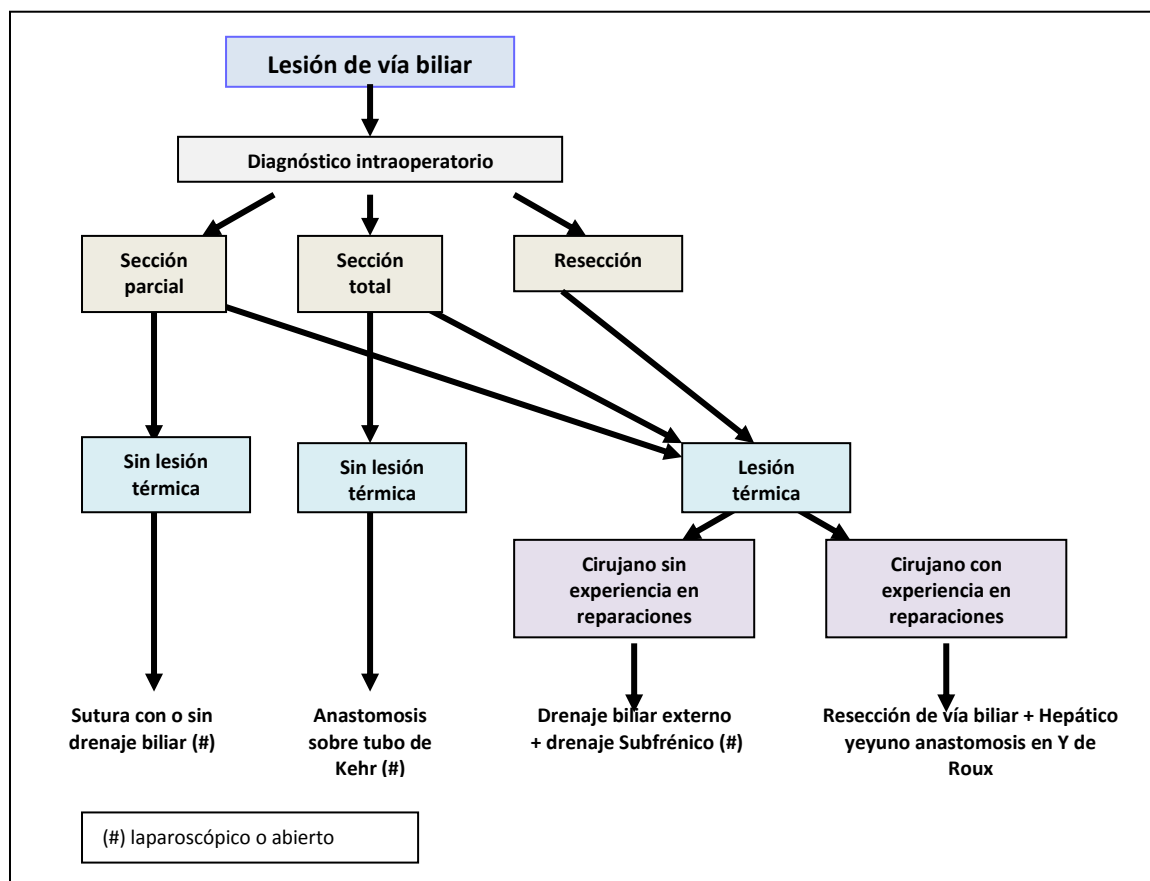 Lesión de vía biliar
Diagnóstico intraoperatorio
Sección
parcial
Sección
total
Resección
Sin lesión
térmica
Sin lesión
térmica
Lesión
térmica
Cirujano sin
experiencia en
reparaciones
Cirujano con
experiencia en
reparaciones
Sutura con o sin
drenaje biliar (#)
Anastomosis
sobre tubo de
Kehr (#)
Drenaje biliar externo
+ drenaje Subfrénico (#)
Resección de vía biliar + Hepático
yeyuno anastomosis en Y de
Roux
(#) laparoscópico o abierto